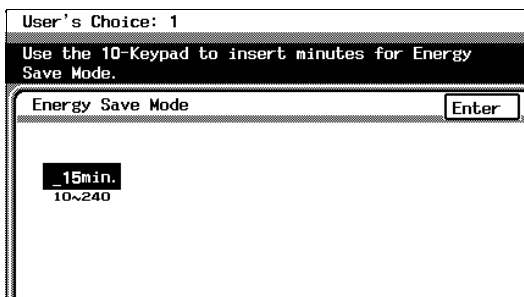 User's Choice: 1
Use the 10-Keypad to insert minutes for Energy
Save Mode.
Energy Save Mode
Enter
_15min.
10~240